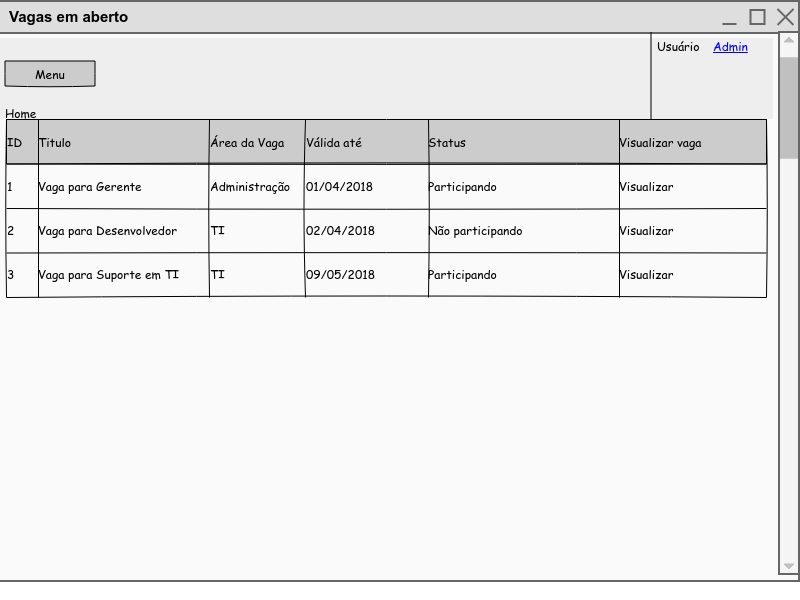 Vagas em aberto
Usuário Admin
Menu
Home
ID Titulo Área da Vaga Válida até Status Visualizar vaga
1 Vaga para Gerente Administração 01/04/2018 Participando Visualizar
2 Vaga para Desenvolvedor TI 02/04/2018 Não participando Visualizar
3 Vaga para Suporte em TI TI 09/05/2018 Participando Visualizar